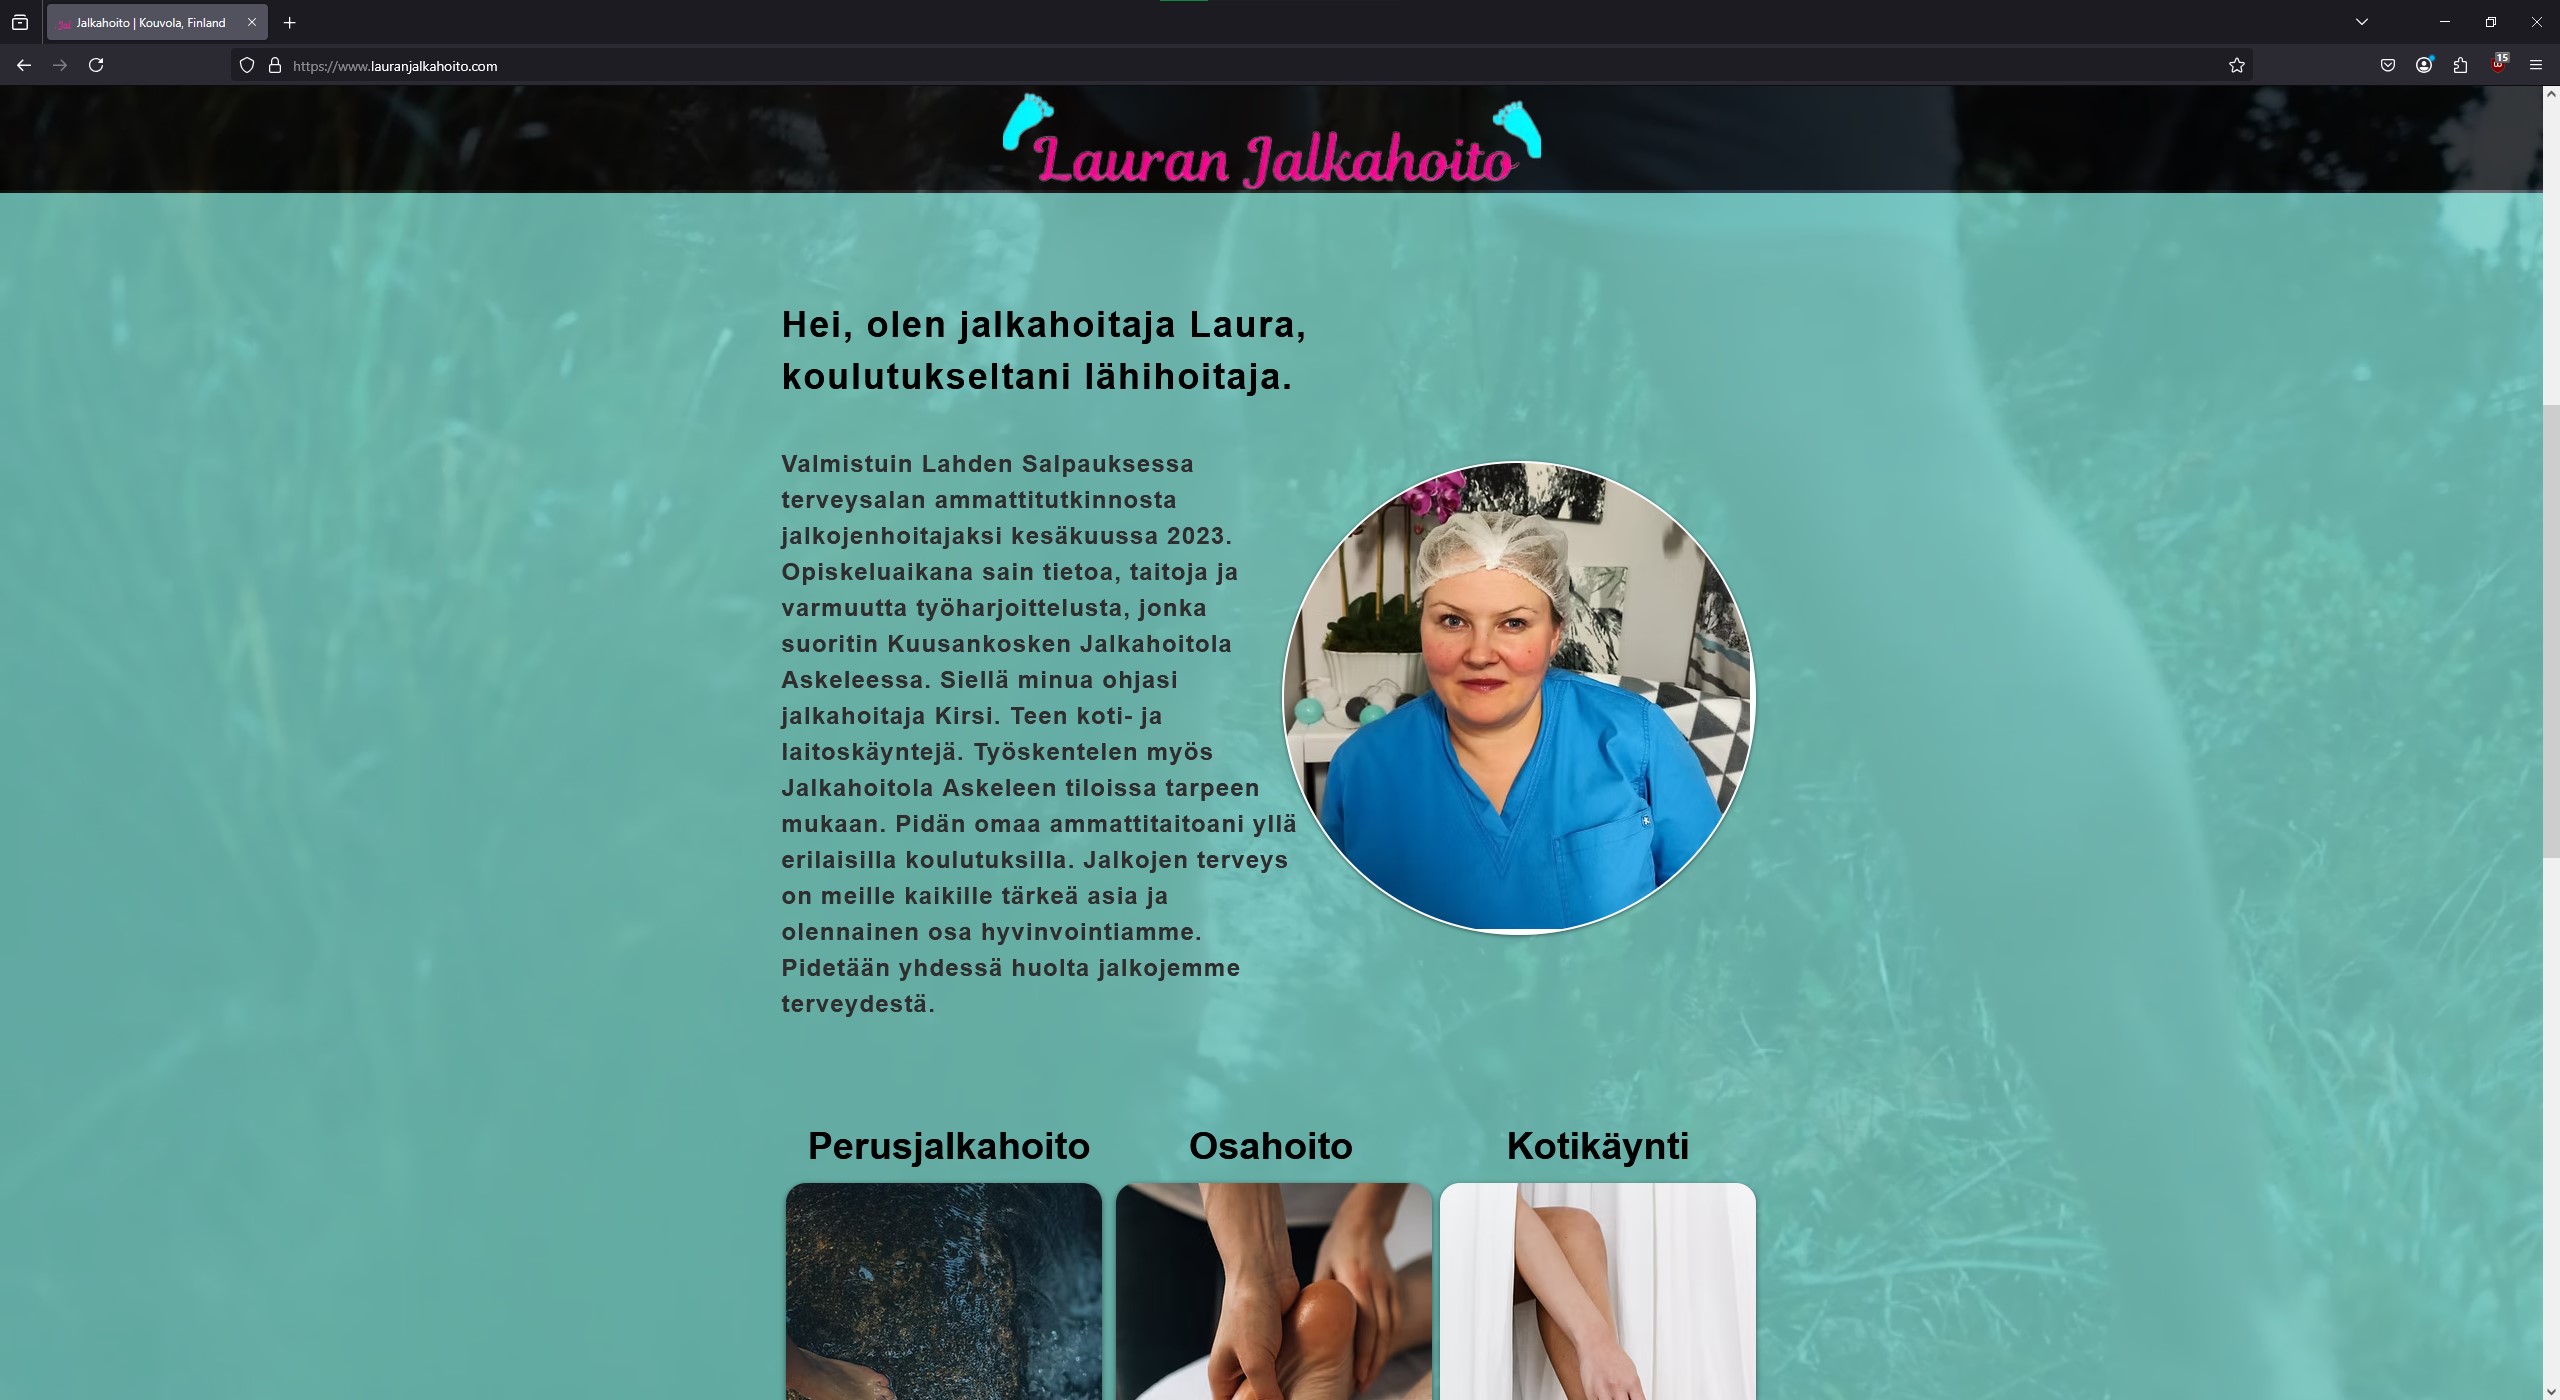 Jalkahoito | Kouvola, Finland
https://www.lauranjalkahoito.com
15
Lauran Jalkahoito
Hei, olen jalkahoitaja Laura,
koulutukseltani lähihoitaja.
Valmistuin Lahden Salpauksessa
terveysalan ammattitutkinnosta
jalkojenhoitajaksi kesäkuussa 2023.
Opiskeluaikana sain tietoa, taitoja ja
varmuutta työharjoittelusta, jonka
suoritin Kuusankosken Jalkahoitola
Askeleessa. Siellä minua ohjasi
jalkahoitaja Kirsi. Teen koti- ja
laitoskäyntejä. Työskentelen myös
Jalkahoitola Askeleen tiloissa tarpeen
mukaan. Pidän omaa ammattitaitoani yllä
erilaisilla koulutuksilla. Jalkojen terveys
on meille kaikille tärkeä asia ja
olennainen osa hyvinvointiamme.
Pidetään yhdessä huolta jalkojemme
terveydestä.
Perusjalkahoito
Osahoito
Kotikäynti